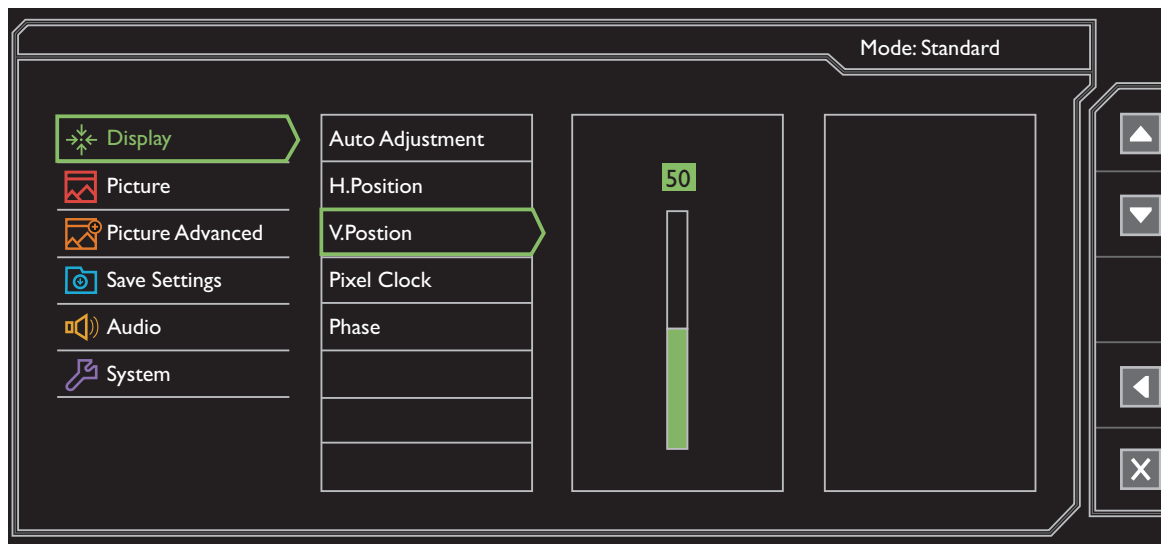 Mode: Standard
Display
Picture
Picture Advanced
Save Settings
Audio
System
Auto Adjustment
H.Position
V.Postion
Pixel Clock
Phase
50